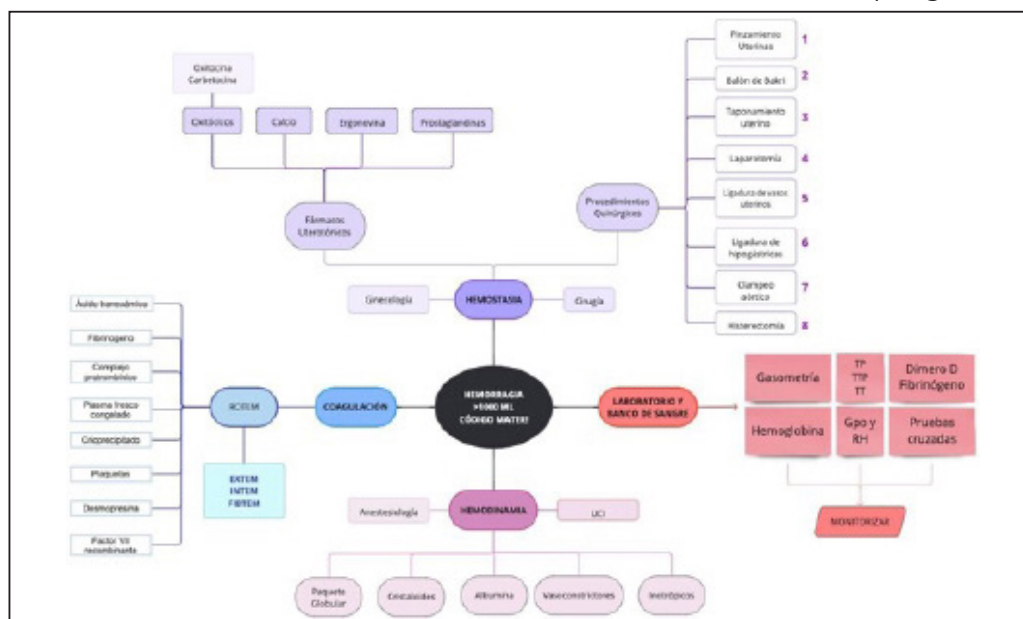 Oxitocina
Carbetocina
Oxitócicos
Calcio
Ergonovina
Prostaglandinas
Fármacos
Uterotónicos
Procedimientos
Quirúrgicos
Pinzamiento
Uterinas
1
Balón de Bakri
2
Taponamiento
uterino
3
Laparotomía
4
Ligadura de vasos
uterinos
5
Ligadura de
hipogástricas
6
Clampeo
aórtico
7
Histerectomía
8
Ginecología
HEMOSTASIA
Cirugía
Ácido tranexámico
Fibrinógeno
Complejo
protrombínico
Plasma fresco
congelado
Crioprecipitado
Plaquetas
Desmopresina
Factor VII
recombinante
ROTEM
EXTEM
INTEM
FIBTEM
COAGULACIÓN
HEMORRAGIA
>1000 ML
CÓDIGO MATER
LABORATORIO Y
BANCO DE SANGRE
Gasometría
TP
TTP
TT
Dímero D
Fibrinógeno
Hemoglobina
Gpo y
RH
Pruebas
cruzadas
MONITORIZAR
Anestesiología
HEMODINAMIA
UCI
Paquete
Globular
Cristaloides
Albumina
Vasoconstrictores
Inotrópicos